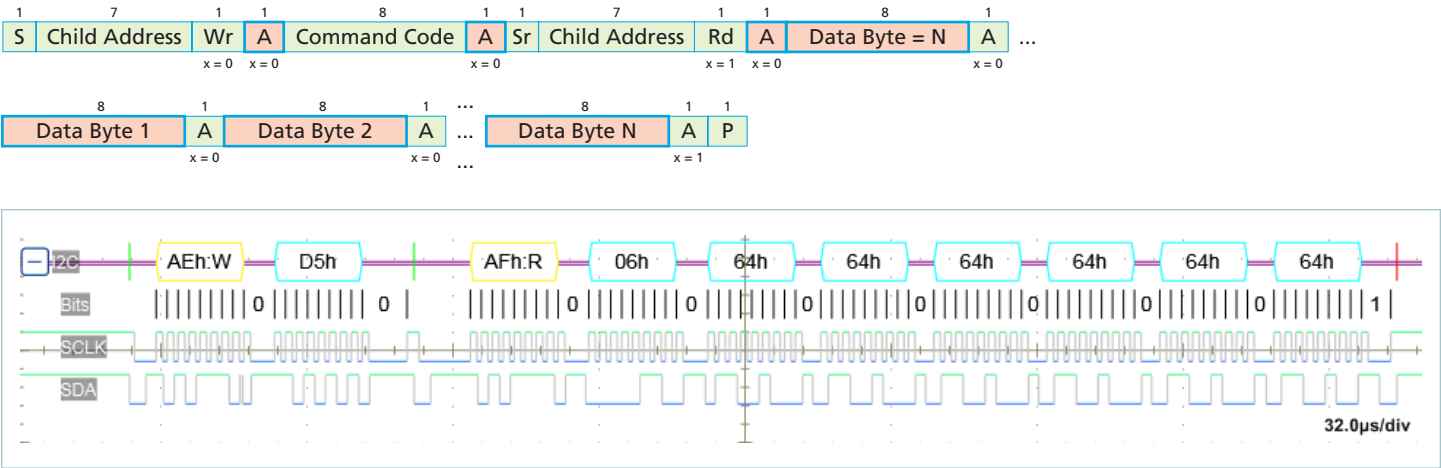 1 7 1 1 8 1 1 7 1 1 8 1
S Child Address Wr A Command Code A Sr Child Address Rd A Data Byte = N A ...
x = 0 x = 0 x = 0 x = 1 x = 0 x = 0
8 1 8 1 ... 8 1 1
Data Byte 1 A Data Byte 2 A ... Data Byte N A P
x = 0 x = 0 ... x = 1
I2C AEh:W D5h AFh:R 06h 64h 64h 64h 64h 64h 64h
Bits 0 0 0 0 0 0 0 0 0 1
SCLK
SDA
32.0µs/div